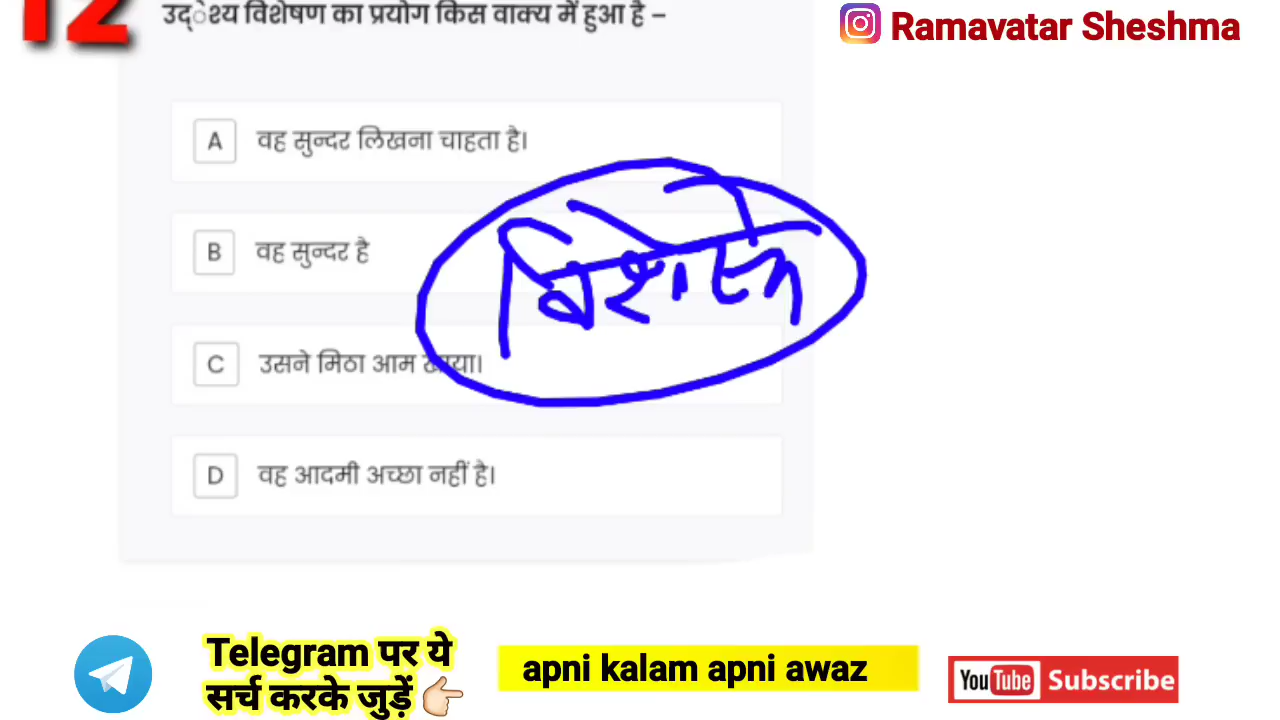 12
उद्ेश्य विशेषण का प्रयोग किस वाक्य में हुआ है –
Ramavatar Sheshma
A वह सुन्दर लिखना चाहता है।
B वह सुन्दर है
C उसने मिठा आम खाया।
D वह आदमी अच्छा नहीं है।
Telegram पर ये
सर्च करके जुड़ें
apni kalam apni awaz
YouTube Subscribe